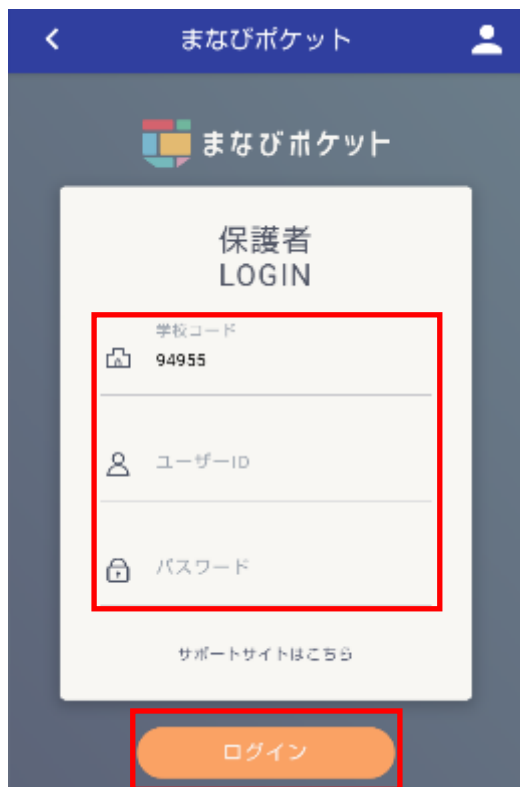 まなびポケット
まなびポケット
保護者
LOGIN
学校コード
94955
ユーザーID
パスワード
サポートサイトはこちら
ログイン